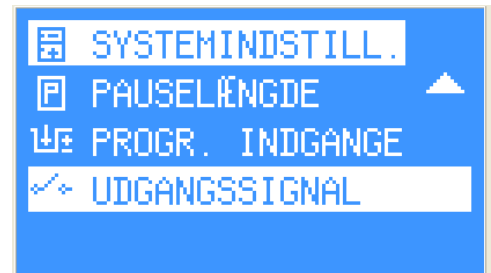 SYSTEMINDSTILL.
P PAUSELÆNGDE
PROGR. INDGANGE
UDGANGSSIGNAL